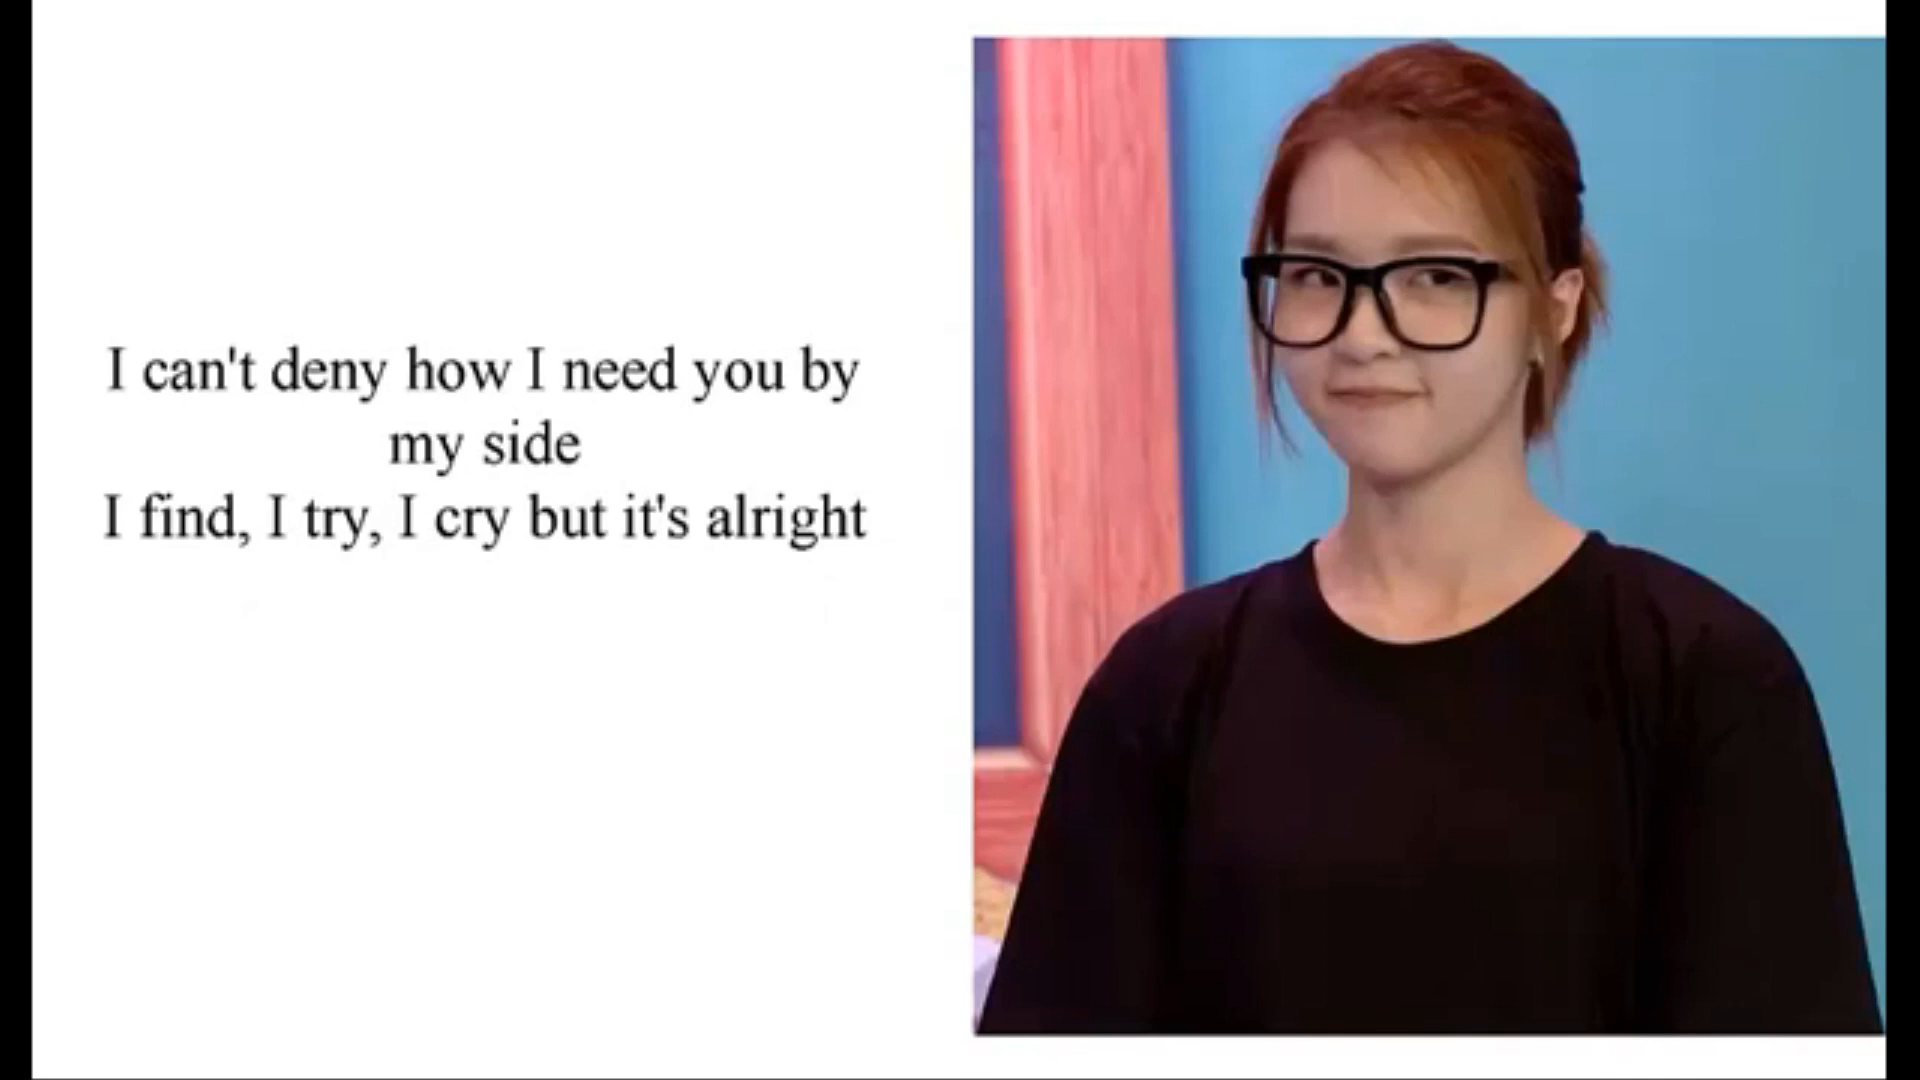 I can't deny how I need you by
my side
I find, I try, I cry but it's alright